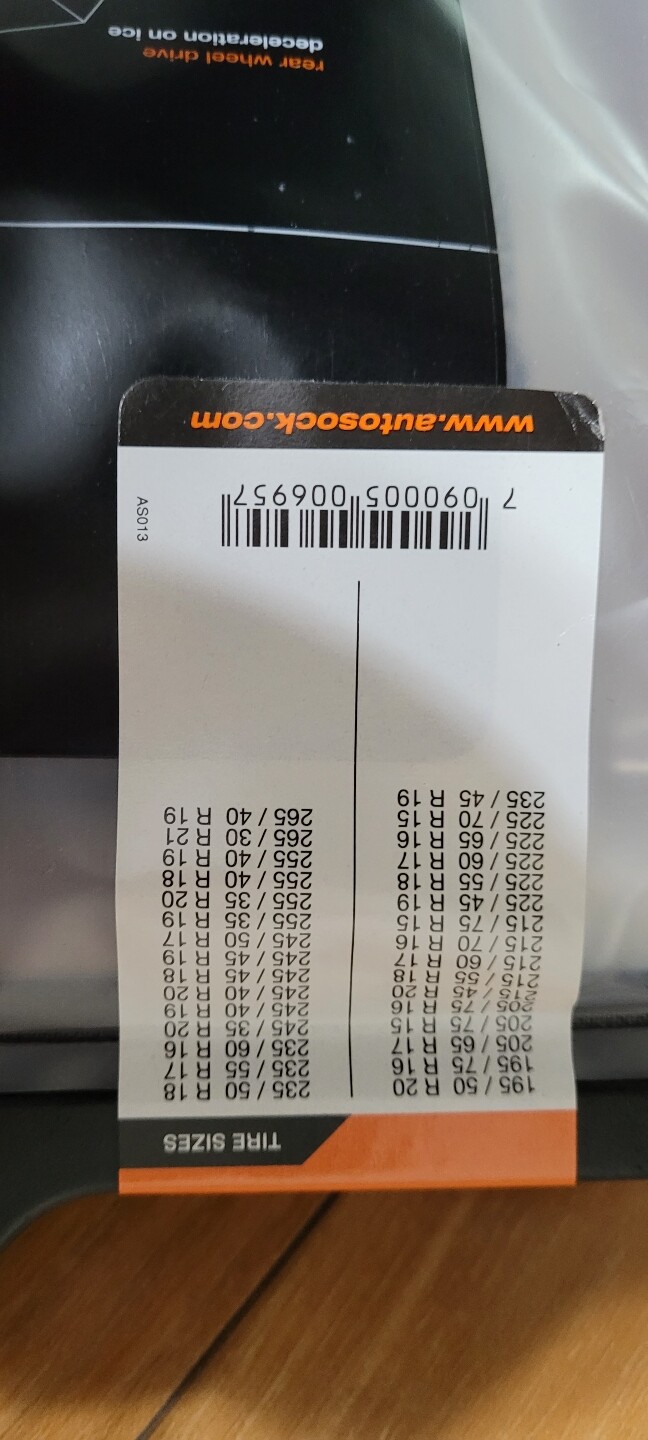 TIRE SIZES
195 / 50 R 20
195 / 75 R 16
205 / 65 R 17
205 / 75 R 15
205 / 75 R 16
215 / 45 R 20
215 / 55 R 18
215 / 60 R 17
215 / 70 R 16
215 / 75 R 15
225 / 45 R 19
225 / 55 R 18
225 / 60 R 17
225 / 65 R 16
225 / 70 R 15
235 / 45 R 19
235 / 50 R 18
235 / 55 R 17
235 / 60 R 16
245 / 35 R 20
245 / 40 R 19
245 / 40 R 20
245 / 45 R 18
245 / 45 R 19
245 / 50 R 17
255 / 35 R 19
255 / 35 R 20
255 / 40 R 18
255 / 40 R 19
265 / 30 R 21
265 / 40 R 19
7 090005 006957
AS013
www.autosock.com
rear wheel drive
deceleration on ice